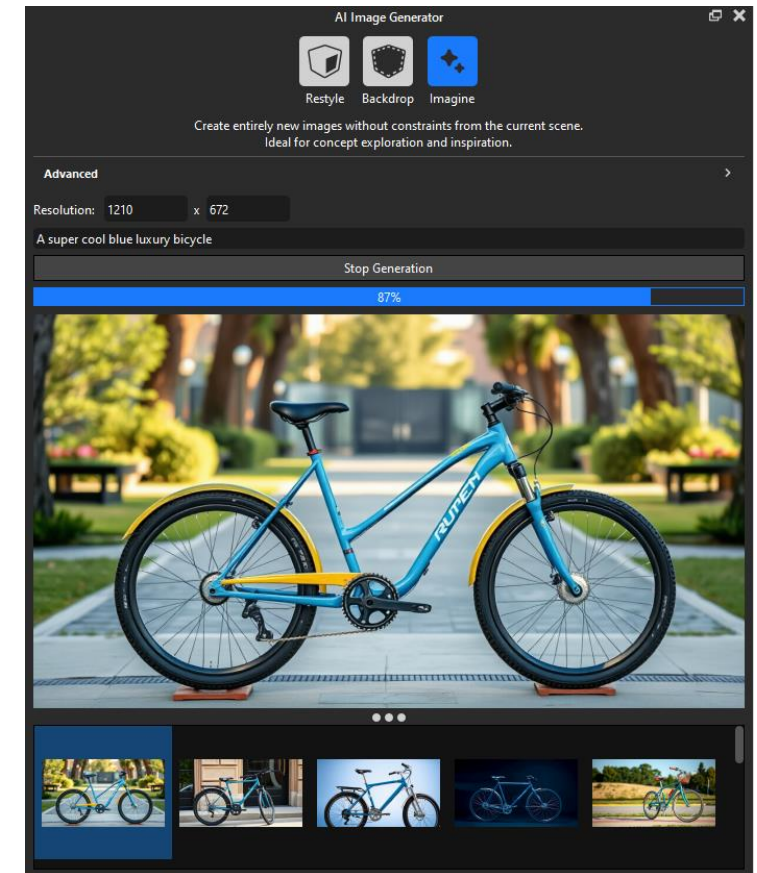 AI Image Generator
Restyle Backdrop Imagine
Create entirely new images without constraints from the current scene.
Ideal for concept exploration and inspiration.
Advanced
Resolution: 1210 x 672
A super cool blue luxury bicycle
Stop Generation
87%
RUTEM